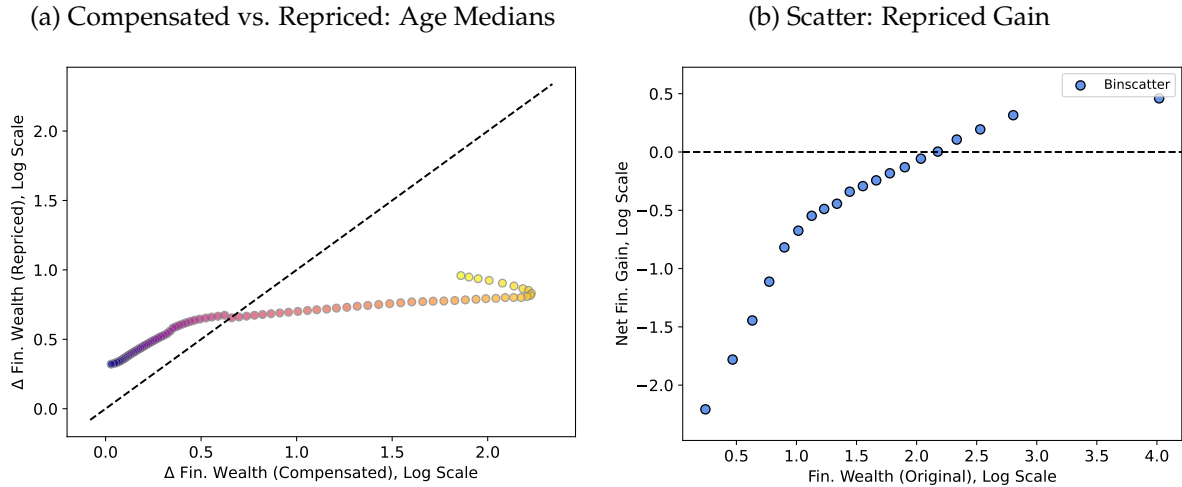 (a) Compensated vs. Repriced: Age Medians
Δ Fin. Wealth (Repriced), Log Scale
2.0
1.5
1.0
0.5
0.0
0.0 0.5 1.0 1.5 2.0
Δ Fin. Wealth (Compensated), Log Scale
(b) Scatter: Repriced Gain
Binscatter
Net Fin. Gain, Log Scale
0.5
0.0
−0.5
−1.0
−1.5
−2.0
0.5 1.0 1.5 2.0 2.5 3.0 3.5 4.0
Fin. Wealth (Original), Log Scale